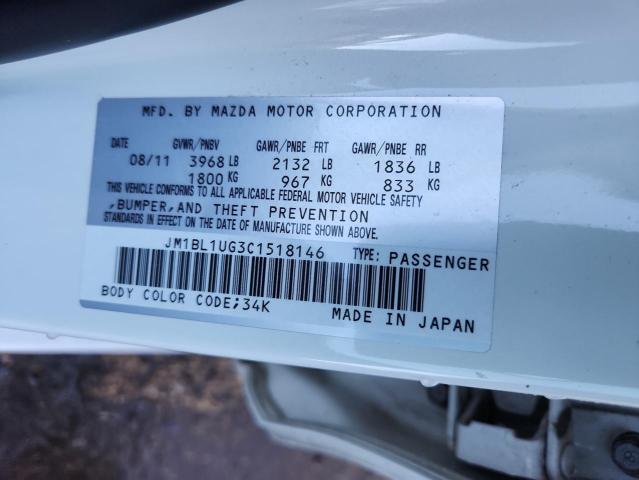 MFD. BY MAZDA MOTOR CORPORATION
DATE GVWR/PNBV GAWR/PNBE FRT GAWR/PNBE RR
08/11 3968 LB 2132 LB 1836 LB
1800 KG 967 KG 833 KG
THIS VEHICLE CONFORMS TO ALL APPLICABLE FEDERAL MOTOR VEHICLE SAFETY
,BUMPER,AND THEFT PREVENTION
STANDARDS IN EFFECT ON THE DATE OF MANUFACTURE SHOWN ABOVE.
JM1BL1UG3C1518146 TYPE: PASSENGER
BODY COLOR CODE;34K MADE IN JAPAN